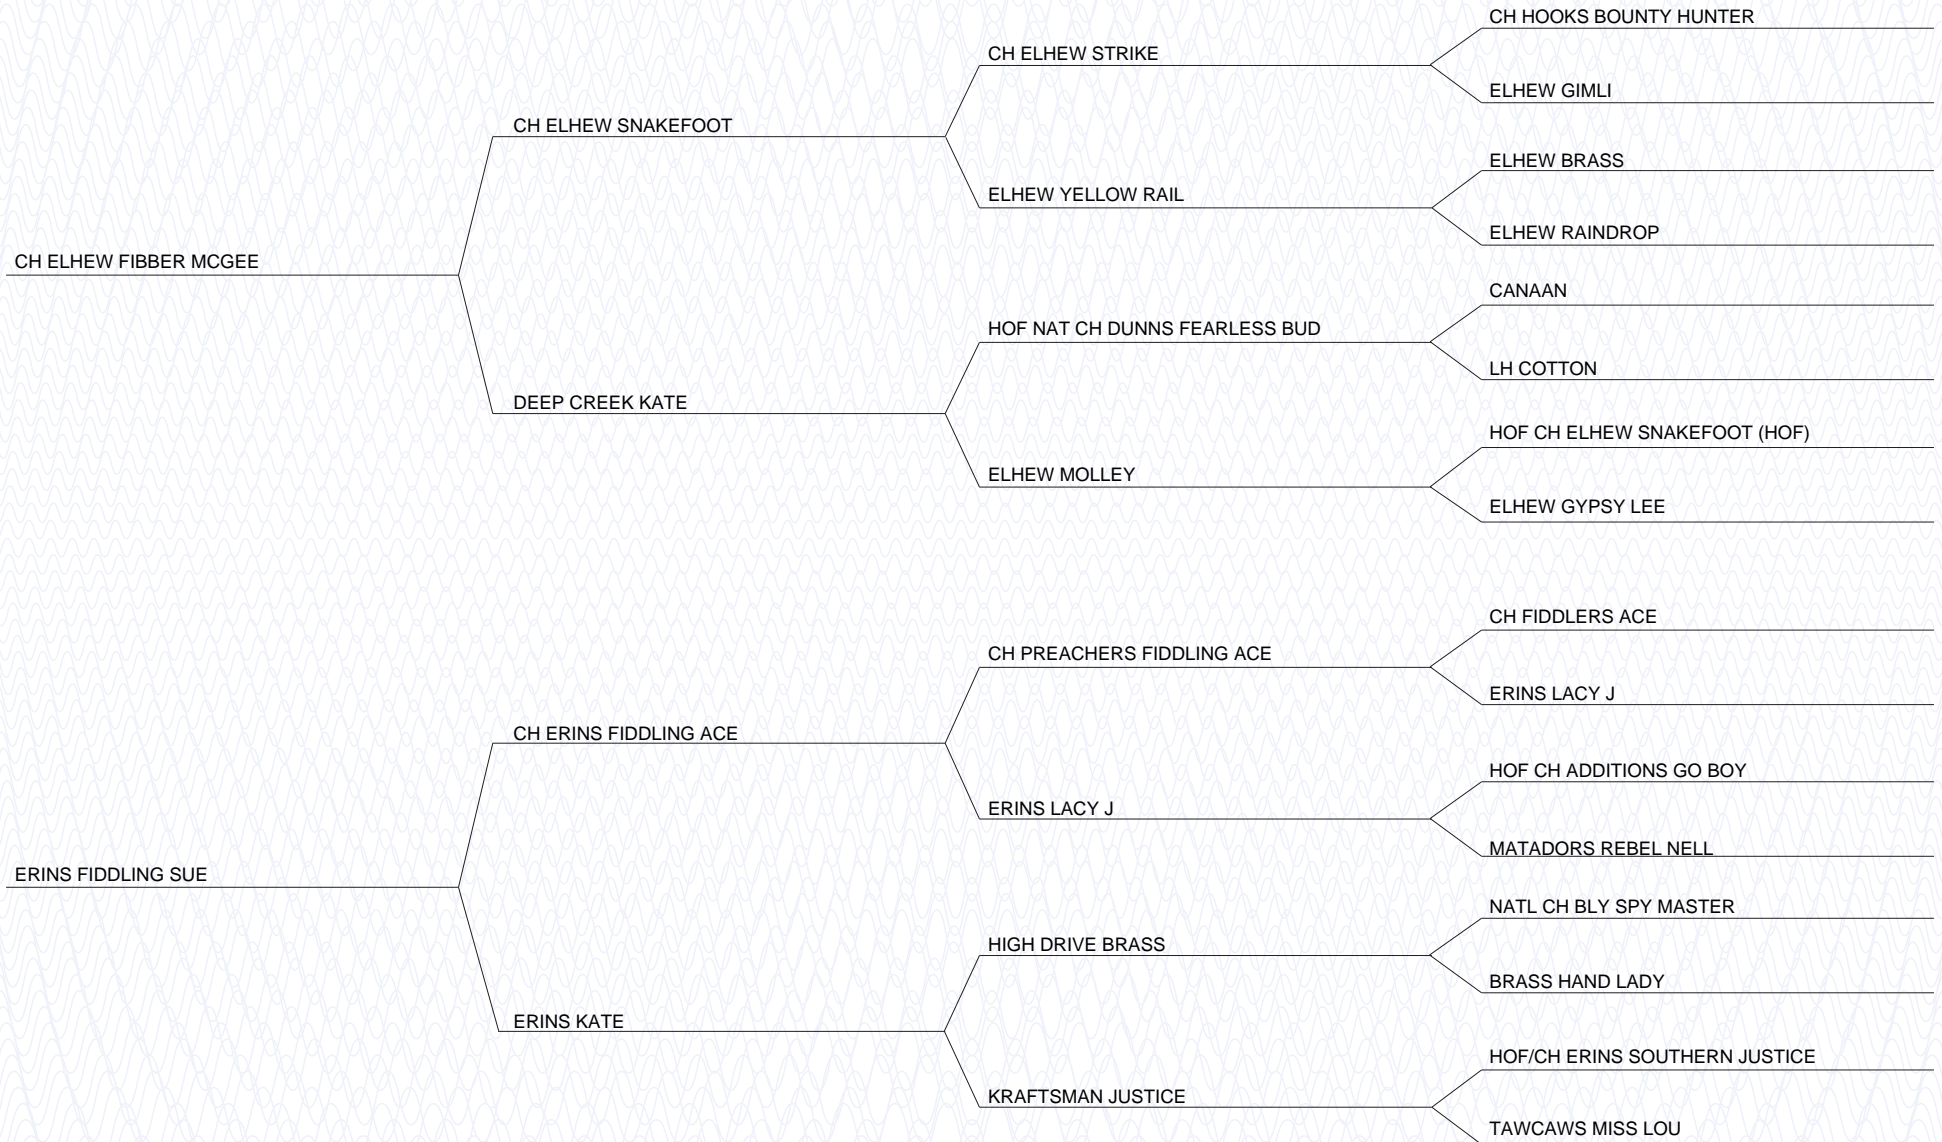 CH HOOKS BOUNTY HUNTER
CH ELHEW STRIKE
ELHEW GIMLI
CH ELHEW SNAKEFOOT
ELHEW BRASS
ELHEW YELLOW RAIL
ELHEW RAINDROP
CH ELHEW FIBBER MCGEE
CANAAN
HOF NAT CH DUNNS FEARLESS BUD
LH COTTON
DEEP CREEK KATE
HOF CH ELHEW SNAKEFOOT (HOF)
ELHEW MOLLEY
ELHEW GYPSY LEE
CH FIDDLERS ACE
CH PREACHERS FIDDLING ACE
ERINS LACY J
CH ERINS FIDDLING ACE
HOF CH ADDITIONS GO BOY
ERINS LACY J
MATADORS REBEL NELL
ERINS FIDDLING SUE
NATL CH BLY SPY MASTER
HIGH DRIVE BRASS
BRASS HAND LADY
ERINS KATE
HOF/CH ERINS SOUTHERN JUSTICE
KRAFTSMAN JUSTICE
TAWCAWS MISS LOU